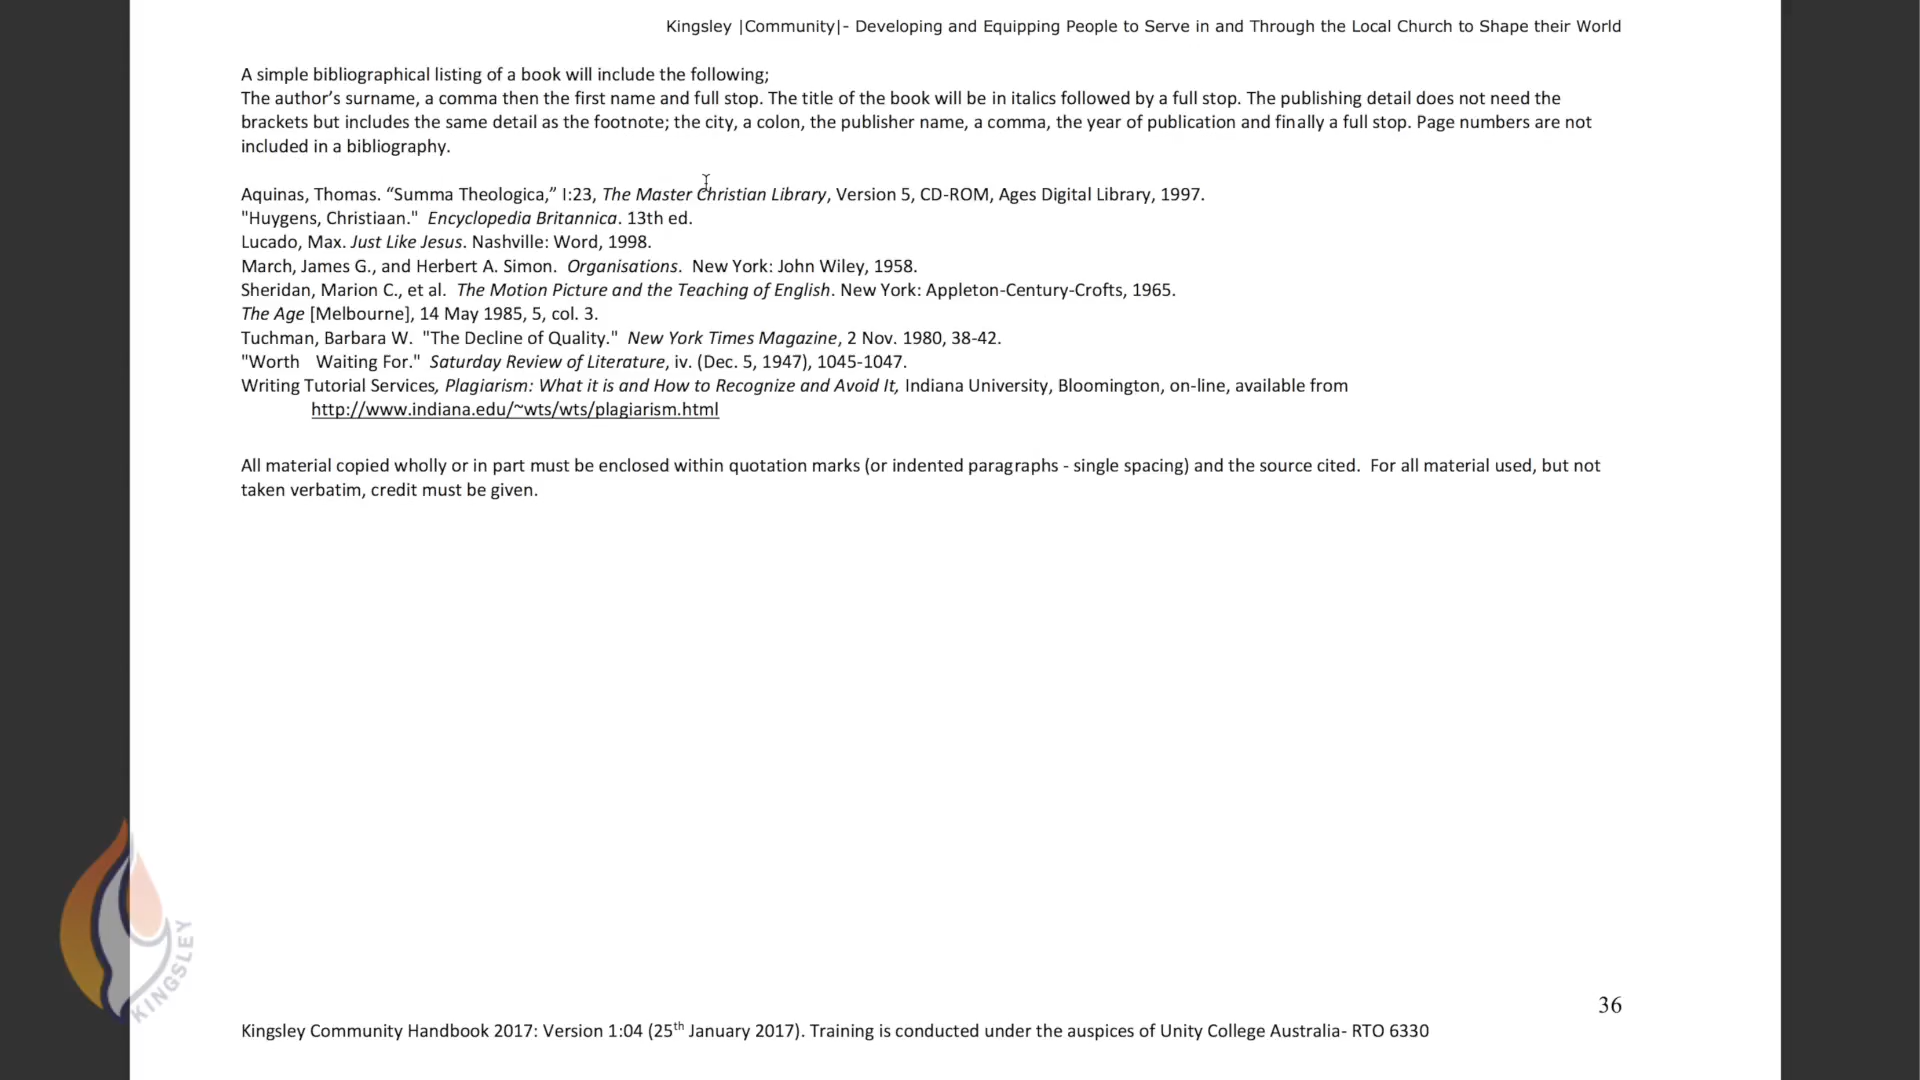 Kingsley |Community|- Developing and Equipping People to Serve in and Through the Local Church to Shape their World
A simple bibliographical listing of a book will include the following;
The author’s surname, a comma then the first name and full stop. The title of the book will be in italics followed by a full stop. The publishing detail does not need the
brackets but includes the same detail as the footnote; the city, a colon, the publisher name, a comma, the year of publication and finally a full stop. Page numbers are not
included in a bibliography.
Aquinas, Thomas. “Summa Theologica,” I:23, The Master Christian Library, Version 5, CD-ROM, Ages Digital Library, 1997.
"Huygens, Christiaan."  Encyclopedia Britannica. 13th ed.
Lucado, Max. Just Like Jesus. Nashville: Word, 1998.
March, James G., and Herbert A. Simon.  Organisations.  New York: John Wiley, 1958.
Sheridan, Marion C., et al.  The Motion Picture and the Teaching of English. New York: Appleton-Century-Crofts, 1965.
The Age [Melbourne], 14 May 1985, 5, col. 3.
Tuchman, Barbara W.  "The Decline of Quality."  New York Times Magazine, 2 Nov. 1980, 38-42.
"Worth   Waiting For."  Saturday Review of Literature, iv. (Dec. 5, 1947), 1045-1047.
Writing Tutorial Services, Plagiarism: What it is and How to Recognize and Avoid It, Indiana University, Bloomington, on-line, available from
http://www.indiana.edu/~wts/wts/plagiarism.html
All material copied wholly or in part must be enclosed within quotation marks (or indented paragraphs - single spacing) and the source cited.  For all material used, but not
taken verbatim, credit must be given.
KINGSLEY
36
Kingsley Community Handbook 2017: Version 1:04 (25th January 2017). Training is conducted under the auspices of Unity College Australia- RTO 6330